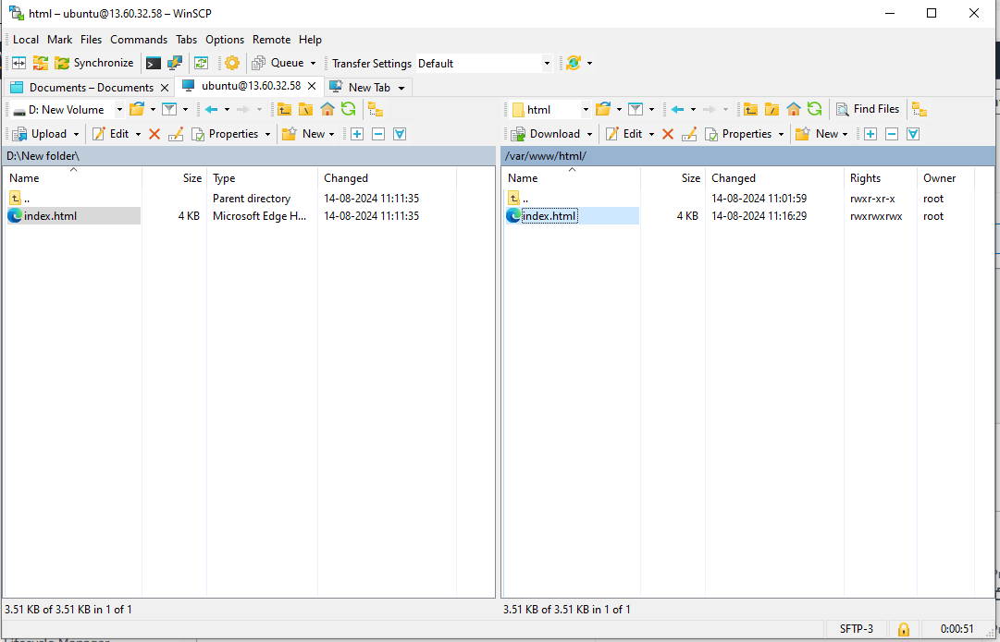 html – ubuntu@13.60.32.58 – WinSCP
Local Mark Files Commands Tabs Options Remote Help
Synchronize Queue Transfer Settings Default
Documents – Documents ubuntu@13.60.32.58 New Tab
D: New Volume html Find Files
Upload Edit Properties New Download Edit Properties New
D:\New folder\ /var/www/html/
Name Size Type Changed Name Size Changed Rights Owner
.. Parent directory 14-08-2024 11:11:35 .. 14-08-2024 11:01:59 rwxr-xr-x root
index.html 4 KB Microsoft Edge H... 14-08-2024 11:11:35 index.html 4 KB 14-08-2024 11:16:29 rwxrwxrwx root
3.51 KB of 3.51 KB in 1 of 1 3.51 KB of 3.51 KB in 1 of 1
SFTP-3 0:00:51